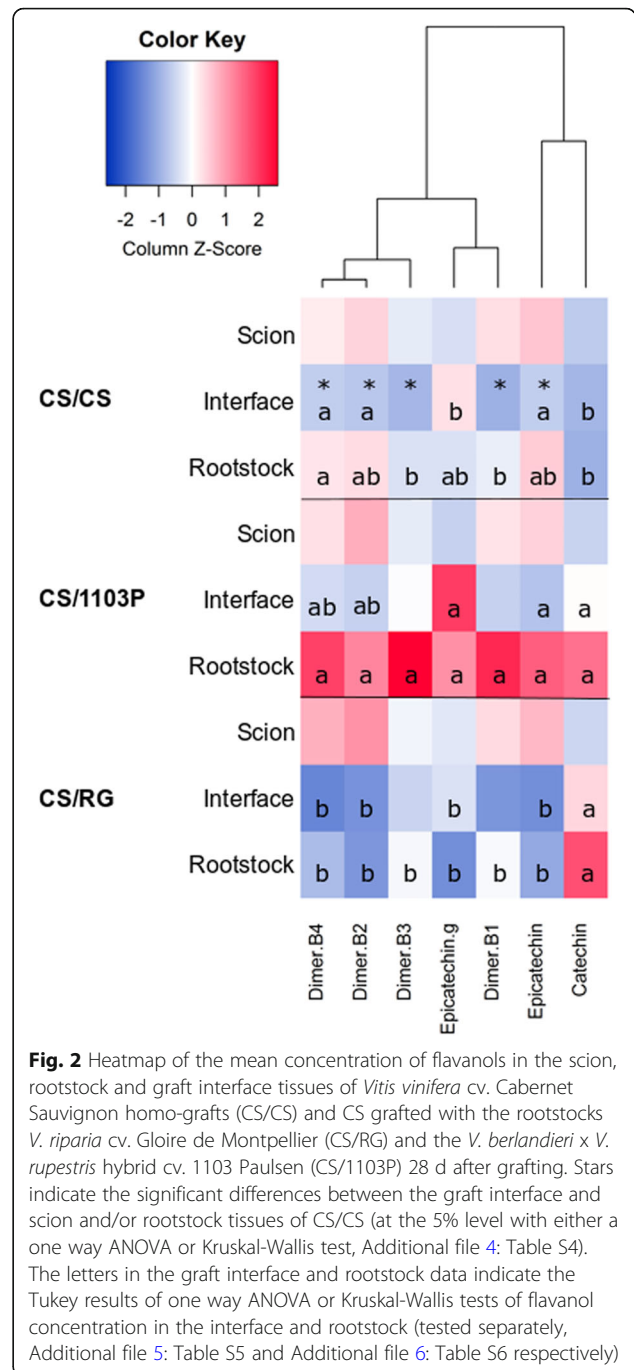 Color Key
-2 -1 0 1 2
Column Z-Score
Scion
CS/CS
Interface
* * * * *
a a b a b
Rootstock
a ab b ab b ab b
Scion
CS/1103P
Interface
ab ab a a a
Rootstock
a a a a a a a
Scion
CS/RG
Interface
b b b b a
Rootstock
b b b b b b a
Dimer.B4
Dimer.B2
Dimer.B3
Epicatechin.g
Dimer.B1
Epicatechin
Catechin
Fig. 2 Heatmap of the mean concentration of flavanols in the scion,
rootstock and graft interface tissues of Vitis vinifera cv. Cabernet
Sauvignon homo-grafts (CS/CS) and CS grafted with the rootstocks
V. riparia cv. Gloire de Montpellier (CS/RG) and the V. berlandieri x V.
rupestris hybrid cv. 1103 Paulsen (CS/1103P) 28 d after grafting. Stars
indicate the significant differences between the graft interface and
scion and/or rootstock tissues of CS/CS (at the 5% level with either a
one way ANOVA or Kruskal-Wallis test, Additional file 4: Table S4).
The letters in the graft interface and rootstock data indicate the
Tukey results of one way ANOVA or Kruskal-Wallis tests of flavanol
concentration in the interface and rootstock (tested separately,
Additional file 5: Table S5 and Additional file 6: Table S6 respectively)